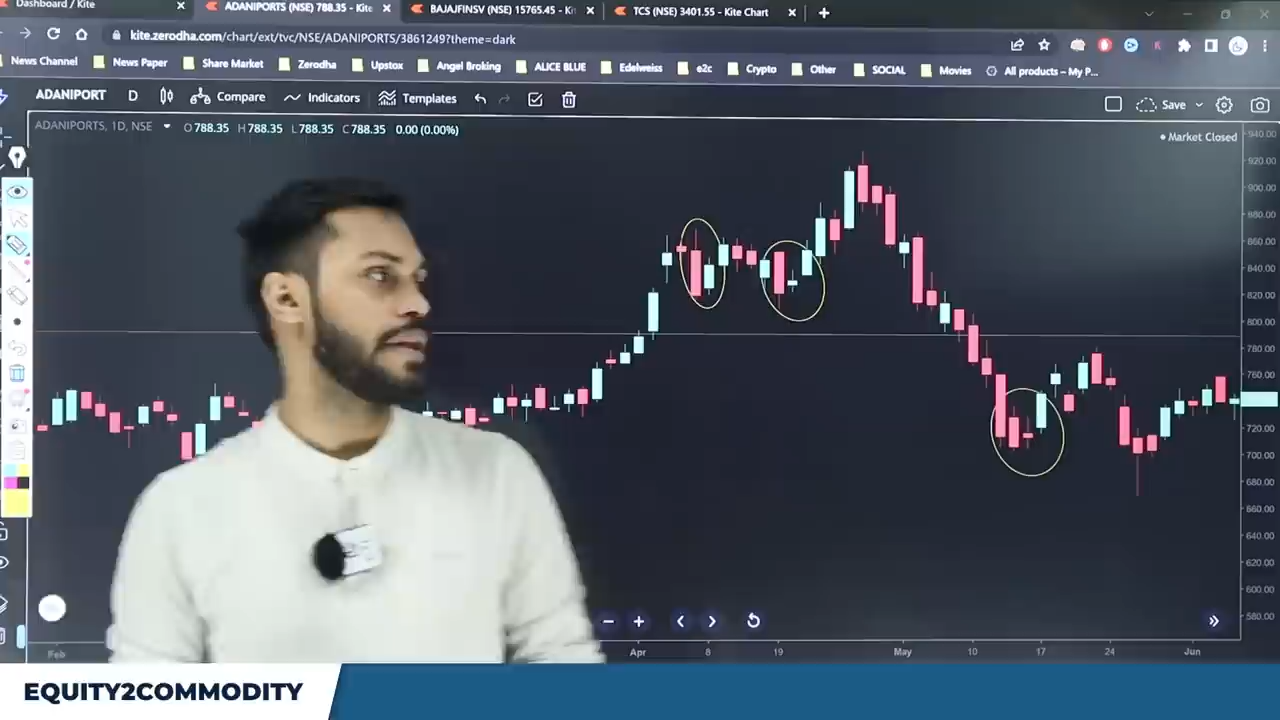 Dashboard / Kite
ADANIPORTS (NSE) 788.35 - Kite
BAJAJFINSV (NSE) 15765.45 - Kit
TCS (NSE) 3401.55 - Kite Chart
kite.zerodha.com/chart/ext/tvc/NSE/ADANIPORTS/3861249?theme=dark
News Channel
News Paper
Share Market
Zerodha
Upstox
Angel Broking
ALICE BLUE
Edelweiss
e2c
Crypto
Other
SOCIAL
Movies
All products – My P...
ADANIPORT
D
Compare
Indicators
Templates
Save
ADANIPORTS, 1D, NSE
O 788.35 H 788.35 L 788.35 C 788.35 0.00 (0.00%)
Market Closed
940.00
920.00
900.00
880.00
860.00
840.00
820.00
800.00
780.00
760.00
720.00
700.00
680.00
660.00
640.00
620.00
600.00
580.00
Feb
Apr
8
19
May
10
17
24
Jun
EQUITY2COMMODITY